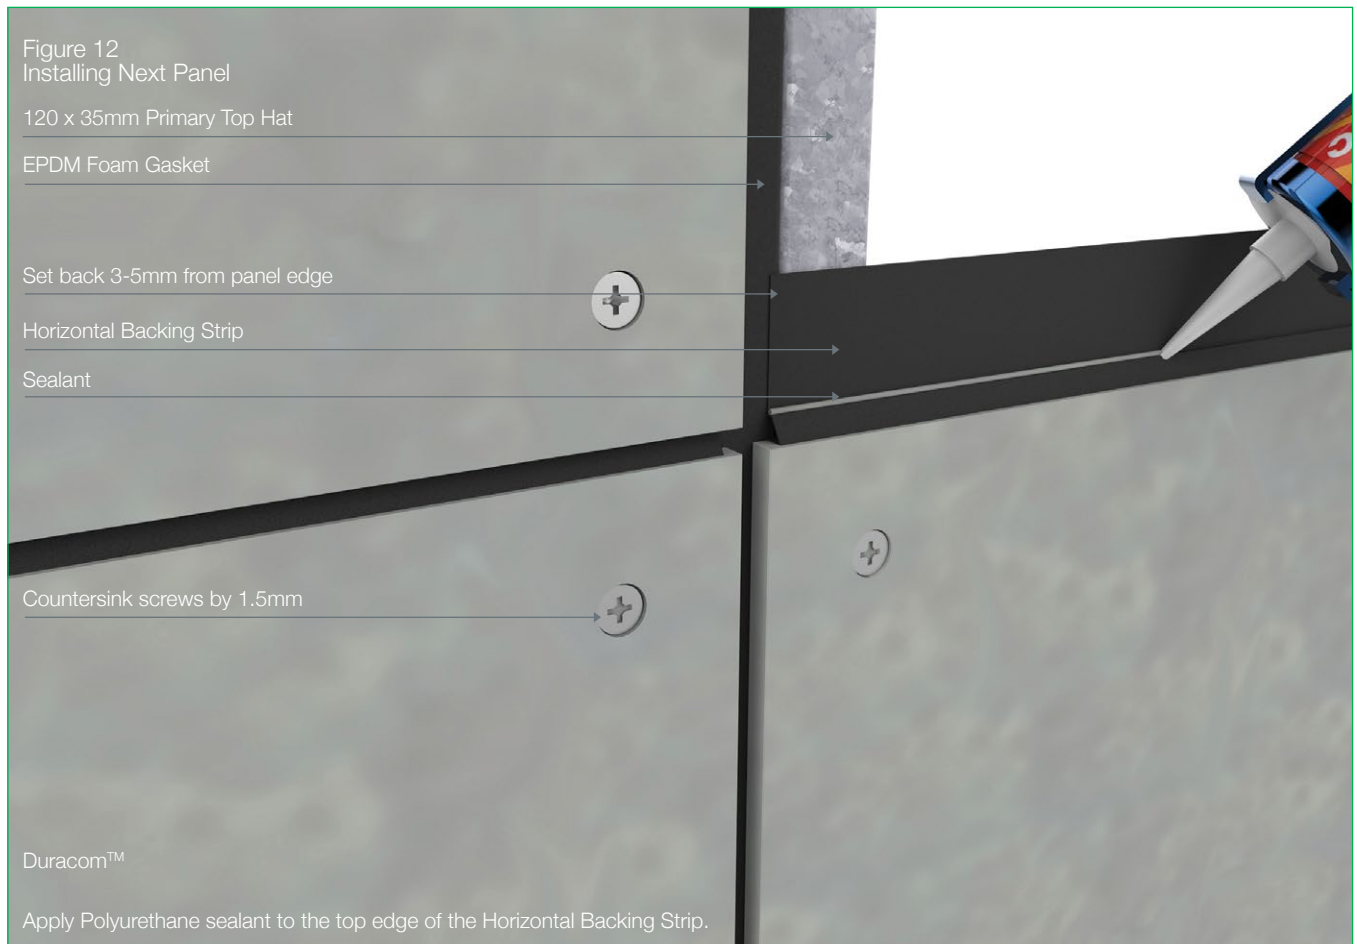 Figure 12
Installing Next Panel
120 x 35mm Primary Top Hat
EPDM Foam Gasket
Set back 3-5mm from panel edge
Horizontal Backing Strip
Sealant
Countersink screws by 1.5mm
Duracom™
Apply Polyurethane sealant to the top edge of the Horizontal Backing Strip.